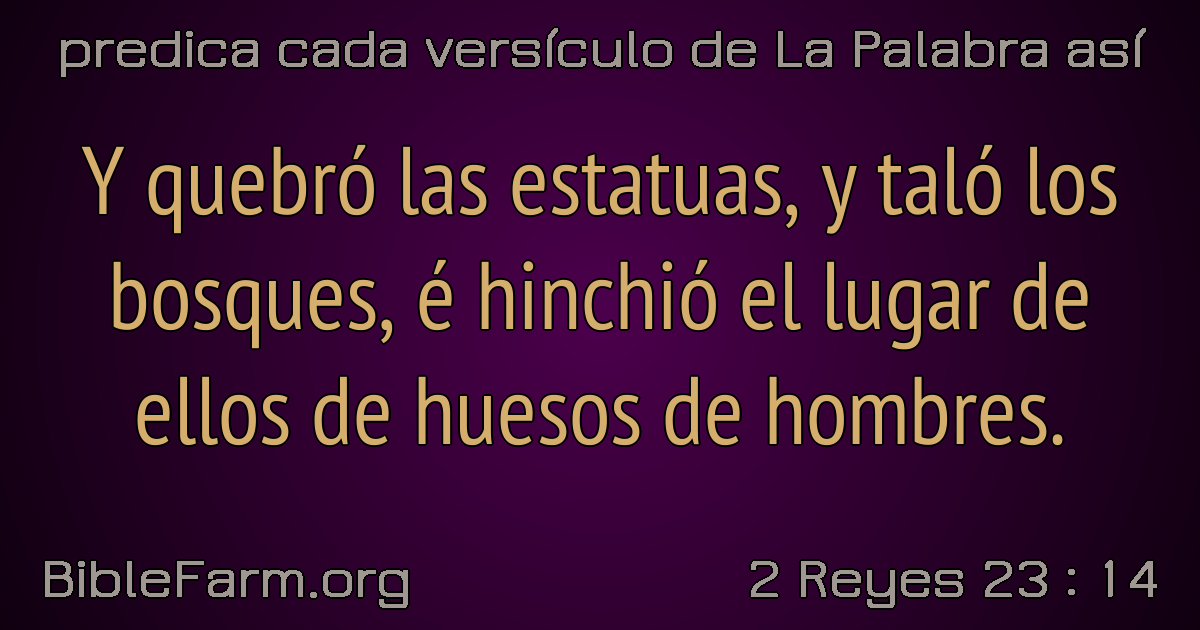 predica cada versículo de La Palabra así
Y quebró las estatuas, y taló los
bosques, é hinchió el lugar de
ellos de huesos de hombres.
BibleFarm.org
2 Reyes 23 : 14